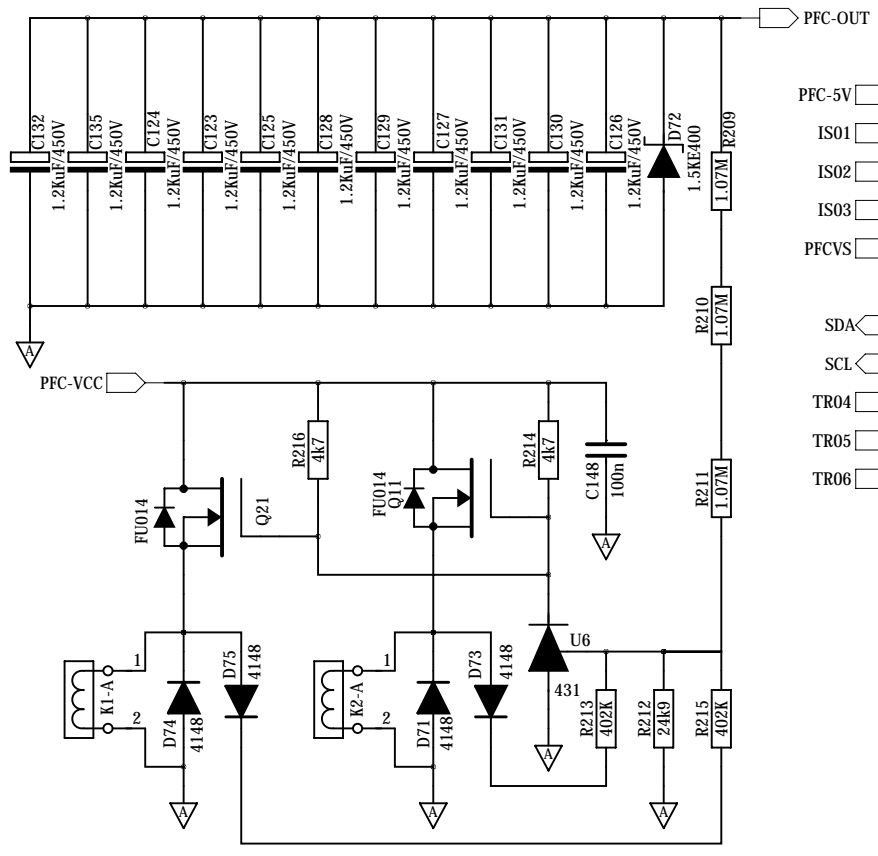 PFC-OUT
C132
1.2KuF/450V
C135
1.2KuF/450V
C124
1.2KuF/450V
C123
1.2KuF/450V
C125
1.2KuF/450V
C128
1.2KuF/450V
C129
1.2KuF/450V
C127
1.2KuF/450V
C131
1.2KuF/450V
C130
1.2KuF/450V
C126
1.2KuF/450V
D72
1.5KE400
R209
1.07M
PFC-5V
IS01
IS02
IS03
PFCVS
R210
1.07M
SDA
SCL
TR04
TR05
TR06
A
PFC-VCC
R216
4k7
R214
4k7
C148
100n
A
R211
1.07M
FU014
Q21
FU014
Q11
K1-A
1
2
D74
4148
D75
4148
A
K2-A
1
2
D71
4148
D73
4148
A
U6
431
A
R213
402K
R212
24k9
A
R215
402K